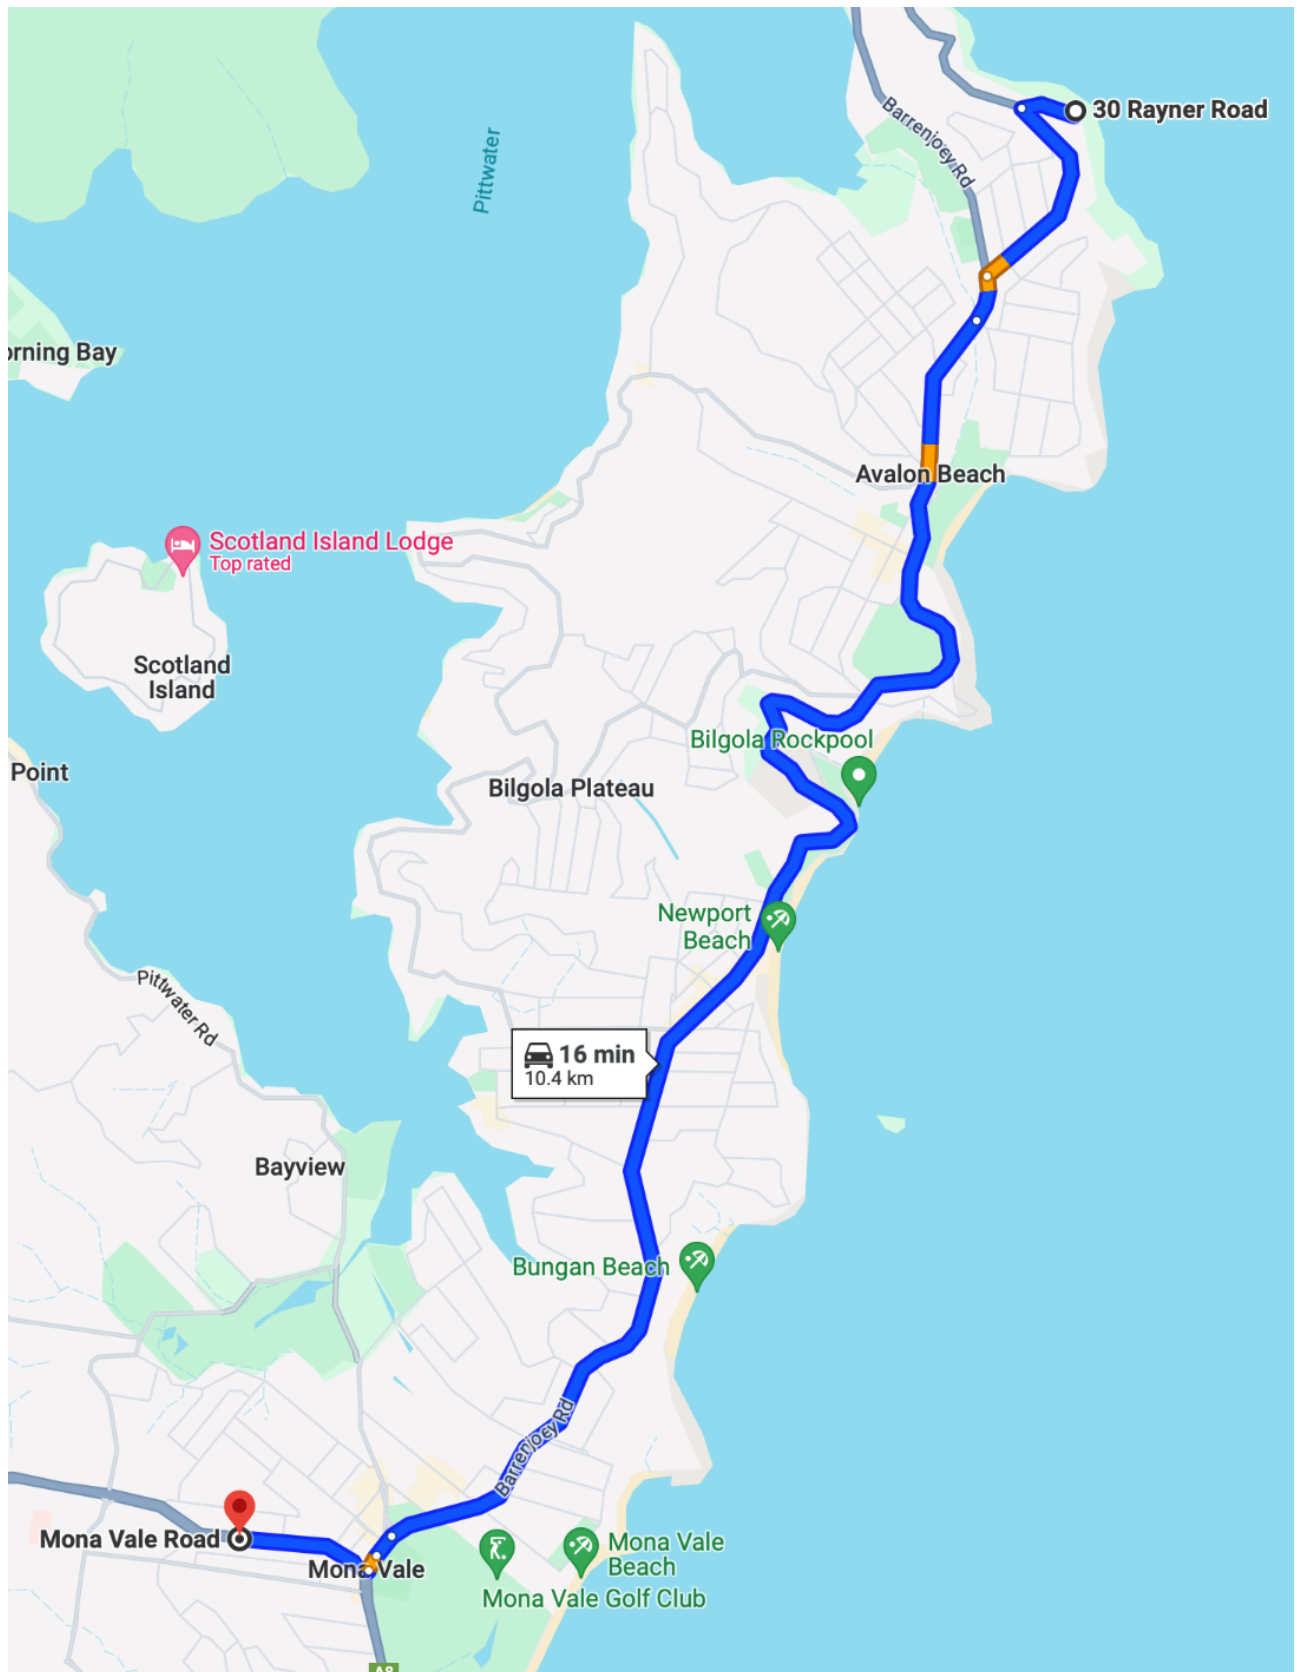 Barrenjoey Rd
30 Rayner Road
Pittwater
orning Bay
Avalon Beach
Scotland Island Lodge
Top rated
Scotland
Island
Bilgola Rockpool
Point
Bilgola Plateau
Newport
Beach
Pittwater Rd
16 min
10.4 km
Bayview
Bungan Beach
Barrenjoey Rd
Mona Vale Road
Mona Vale
Mona Vale
Beach
Mona Vale Golf Club
A8